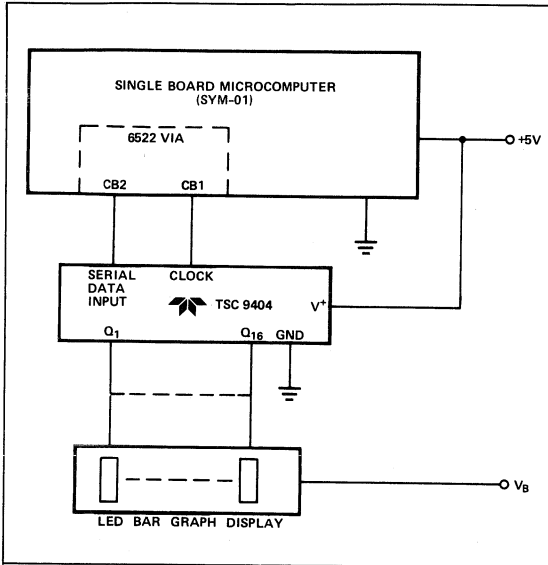 SINGLE BOARD MICROCOMPUTER
(SYM-01)
6522 VIA
+5V
CB2 CB1
SERIAL
DATA
INPUT
CLOCK
TSC 9404
V+
Q1 Q16 GND
VB
LED BAR GRAPH DISPLAY